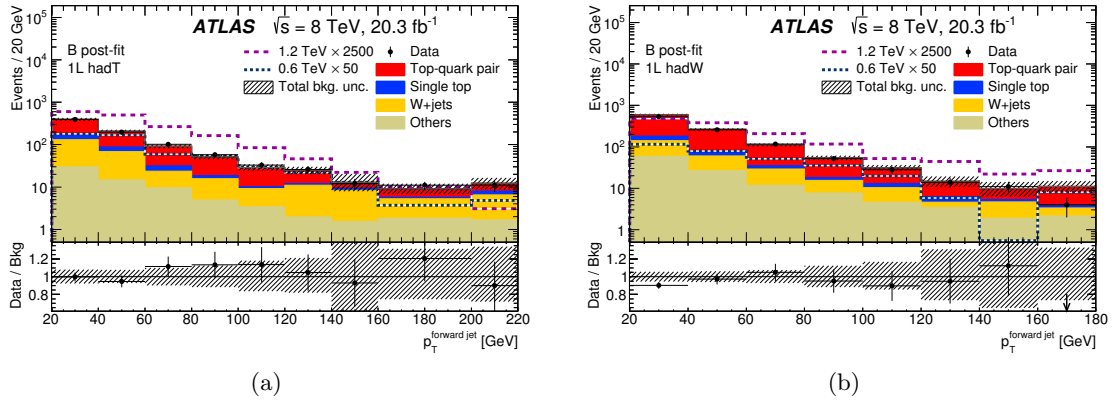 ATLAS √s = 8 TeV, 20.3 fb⁻¹
B post-fit
1L hadT
1.2 TeV × 2500
0.6 TeV × 50
Total bkg. unc.
Data
Top-quark pair
Single top
W+jets
Others
Events / 20 GeV
10⁵
10⁴
10³
10²
10
1
Data / Bkg
1.2
1
0.8
20 40 60 80 100 120 140 160 180 200 220
p_T^forward jet [GeV]
(a)
ATLAS √s = 8 TeV, 20.3 fb⁻¹
B post-fit
1L hadW
1.2 TeV × 2500
0.6 TeV × 50
Total bkg. unc.
Data
Top-quark pair
Single top
W+jets
Others
Events / 20 GeV
10⁵
10⁴
10³
10²
10
1
Data / Bkg
1.2
1
0.8
20 40 60 80 100 120 140 160 180
p_T^forward jet [GeV]
(b)